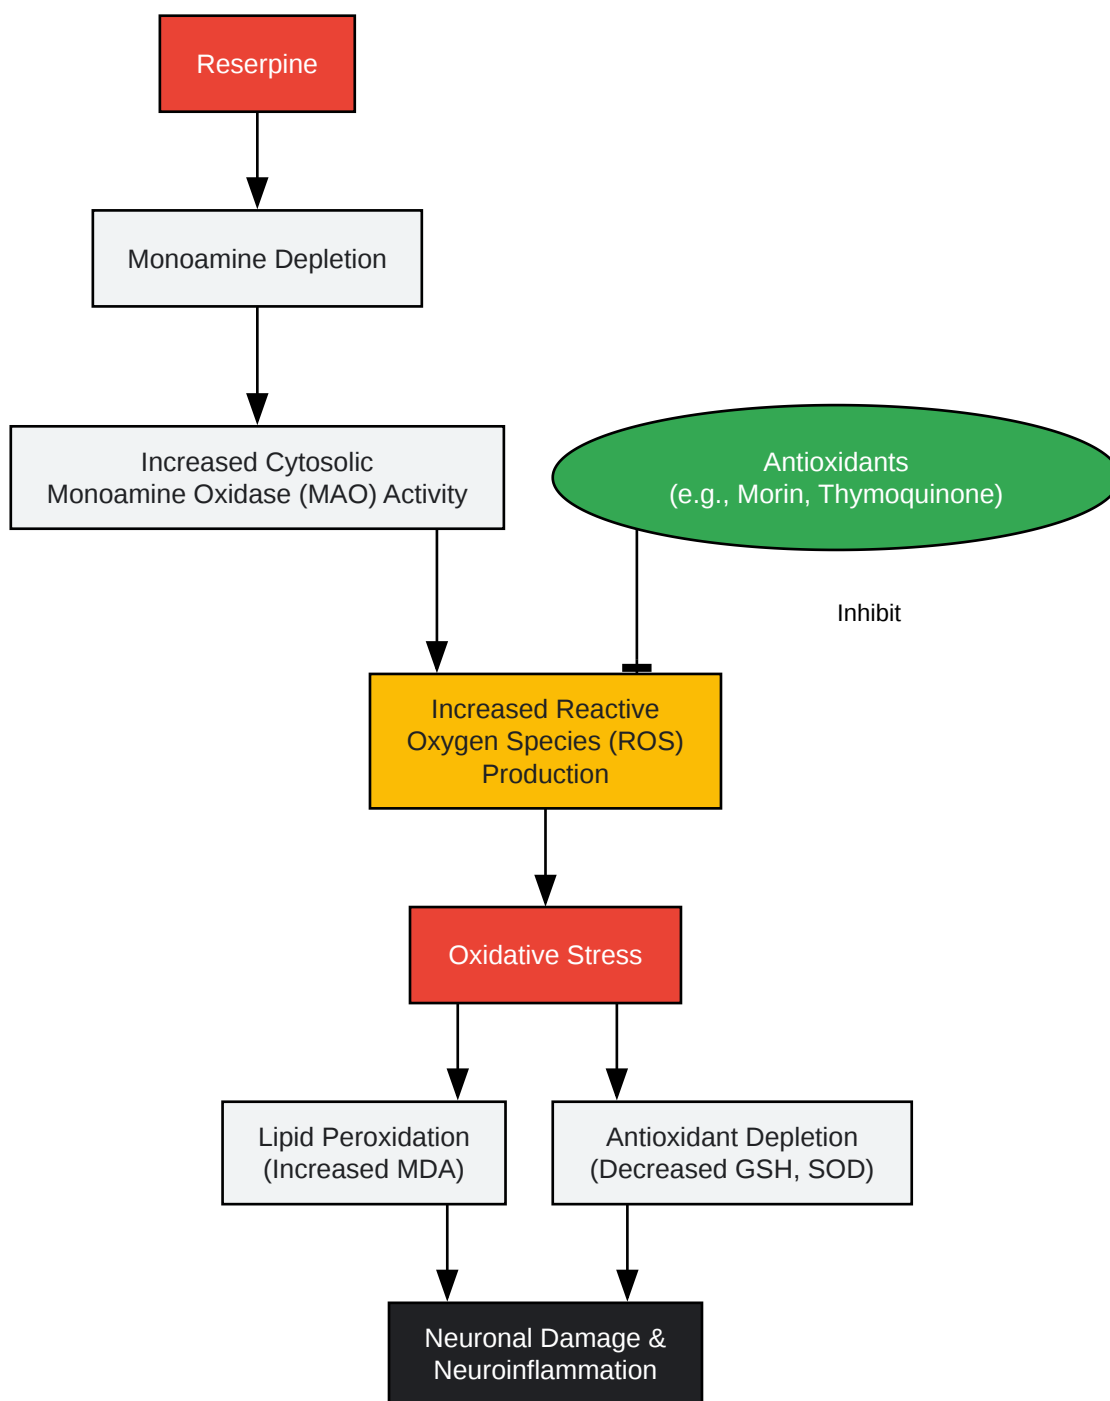 Reserpine
Monoamine Depletion
Increased Cytosolic
Monoamine Oxidase (MAO) Activity
Antioxidants
(e.g., Morin, Thymoquinone)
Inhibit
Increased Reactive
Oxygen Species (ROS)
Production
Oxidative Stress
Lipid Peroxidation
(Increased MDA)
Antioxidant Depletion
(Decreased GSH, SOD)
Neuronal Damage &
Neuroinflammation